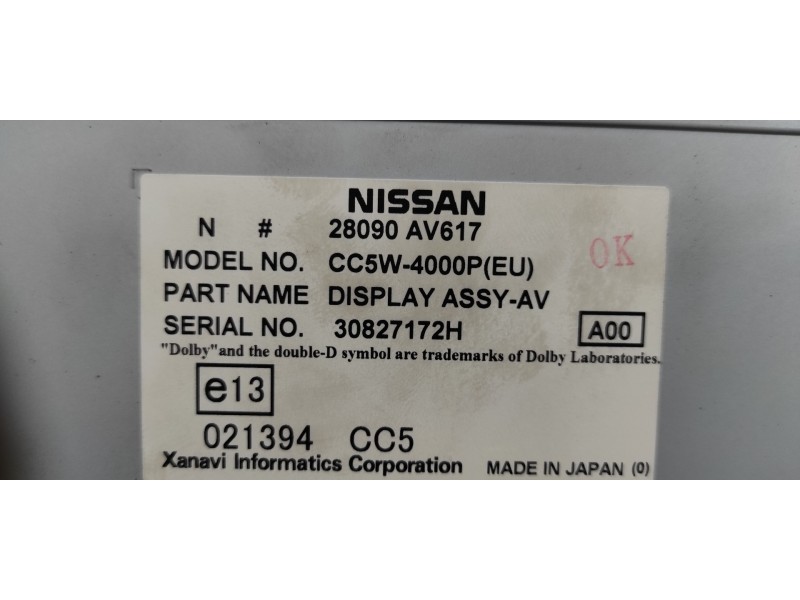 NISSAN
N # 28090 AV617
OK
MODEL NO. CC5W-4000P(EU)
PART NAME DISPLAY ASSY-AV
SERIAL NO. 30827172H A00
"Dolby"and the double-D symbol are trademarks of Dolby Laboratories.
e13
021394 CC5
Xanavi Informatics Corporation MADE IN JAPAN (0)